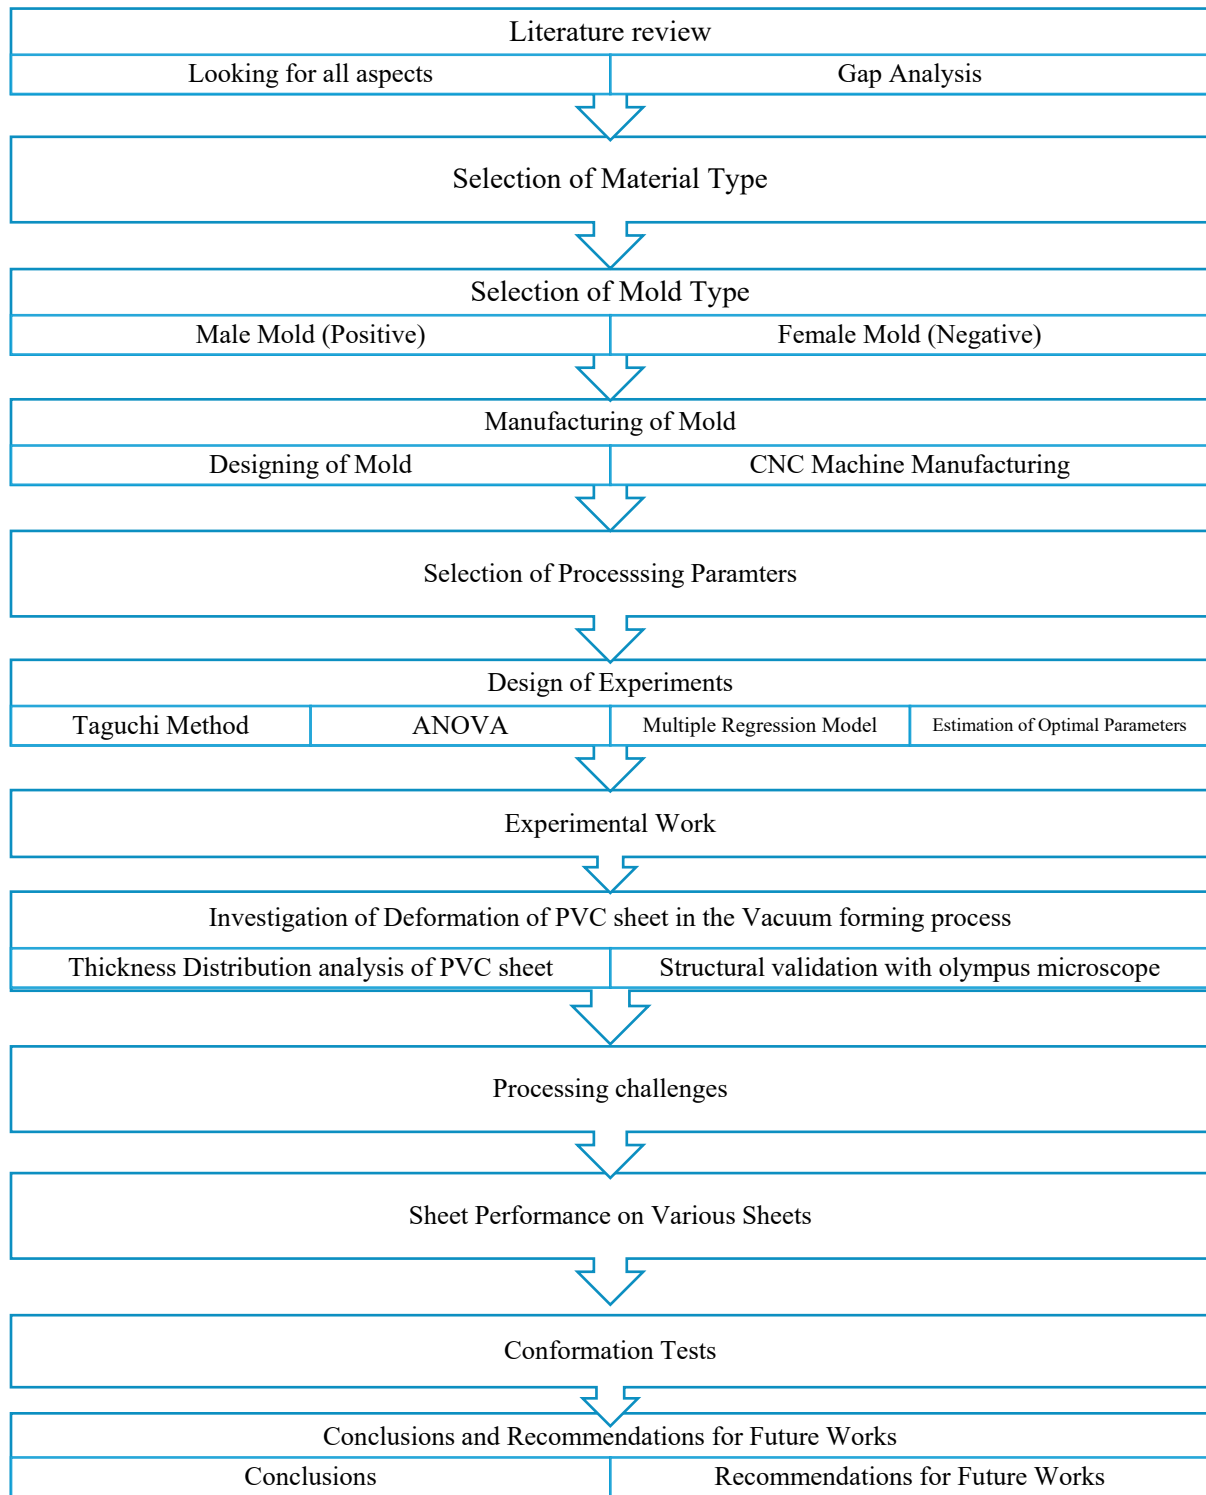 Literature review
Looking for all aspects
Gap Analysis
Selection of Material Type
Selection of Mold Type
Male Mold (Positive)
Female Mold (Negative)
Manufacturing of Mold
Designing of Mold
CNC Machine Manufacturing
Selection of Processsing Paramters
Design of Experiments
Taguchi Method
ANOVA
Multiple Regression Model
Estimation of Optimal Parameters
Experimental Work
Investigation of Deformation of PVC sheet in the Vacuum forming process
Thickness Distribution analysis of PVC sheet
Structural validation with olympus microscope
Processing challenges
Sheet Performance on Various Sheets
Conformation Tests
Conclusions and Recommendations for Future Works
Conclusions
Recommendations for Future Works